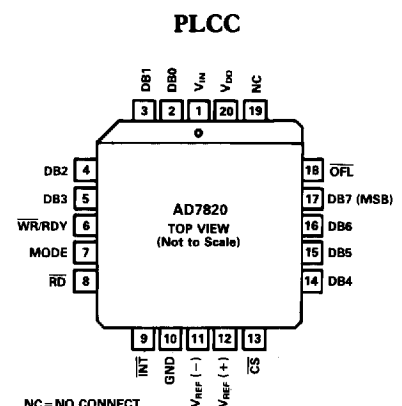 PLCC
DB1
DB0
VIN
VDD
NC
3
2
1
20
19
DB2 4
DB3 5
WR/RDY 6
MODE 7
RD 8
AD7820
TOP VIEW
(Not to Scale)
18 OFL
17 DB7 (MSB)
16 DB6
15 DB5
14 DB4
9
10
11
12
13
INT
GND
VREF (−)
VREF (+)
CS
NC = NO CONNECT